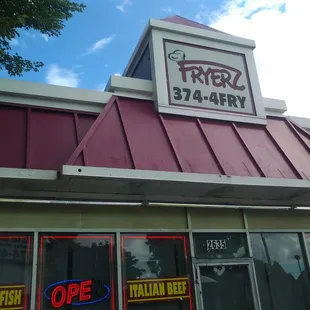 FRYERZ
374-4FRY
2535
FISH
OPE
ITALIAN BEEF